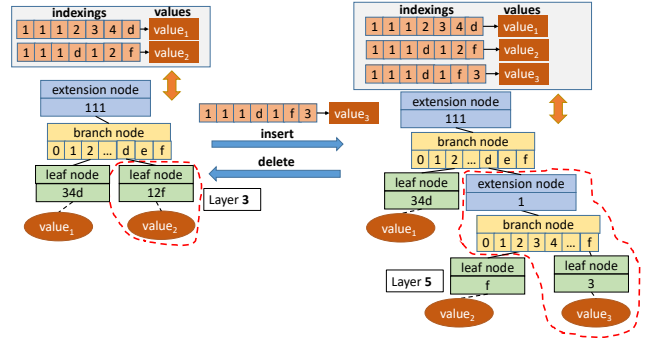 indexings values
1 1 1 2 3 4 d value1
1 1 1 d 1 2 f value2
extension node
111
branch node
0 1 2 ... d e f
leaf node leaf node
34d 12f
value1 value2
Layer 3
1 1 1 d 1 f 3 value3
insert
delete
indexings values
1 1 1 2 3 4 d value1
1 1 1 d 1 2 f value2
1 1 1 d 1 f 3 value3
extension node
111
branch node
0 1 2 ... d e f
leaf node extension node
34d 1
value1
branch node
0 1 2 3 4 ... f
Layer 5
leaf node leaf node
f 3
value2 value3